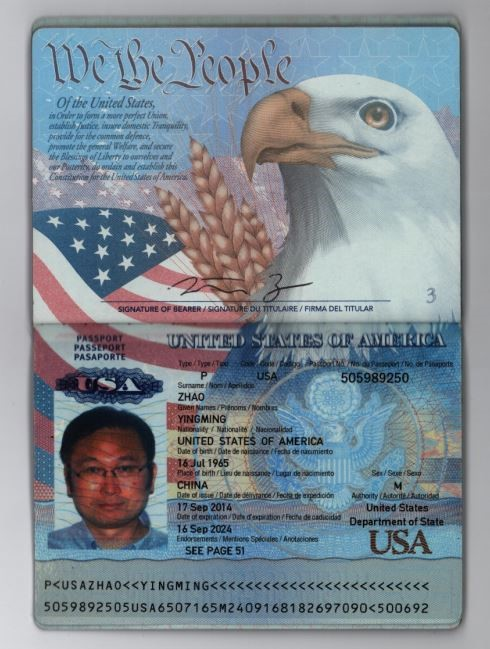 We the People
Of the United States,
in Order to form a more perfect Union,
establish Justice, insure domestic Tranquility,
provide for the common defence,
promote the general Welfare, and secure
the Blessings of Liberty to ourselves and
our Posterity, do ordain and establish this
Constitution for the United States of America.
SIGNATURE OF BEARER / SIGNATURE DU TITULAIRE / FIRMA DEL TITULAR
3
PASSPORT
PASSEPORT
PASAPORTE
USA
UNITED STATES OF AMERICA
Type / Type / Tipo Code / Code / Codigo Passport No. / No. de Passeport / No. de Pasaporte
P USA 505989250
Surname / Nom / Apellidos
ZHAO
Given Names / Prénoms / Nombres
YINGMING
Nationality / Nationalité / Nacionalidad
UNITED STATES OF AMERICA
Date of birth / Date de naissance / Fecha de nacimiento
16 Jul 1965
Place of birth / Lieu de naissance / Lugar de nacimiento Sex / Sexe / Sexo
CHINA M
Date of issue / Date de délivrance / Fecha de expedición Authority / Autorité / Autoridad
17 Sep 2014 United States
Date of expiration / Date d'expiration / Fecha de caducidad Department of State
16 Sep 2024
Endorsements / Mentions Spéciales / Anotaciones
SEE PAGE 51
USA
P<USAZHAO<<YINGMING<<<<<<<<<<<<<<<<<<<<<<<<<<
5059892505USA6507165M2409168182697090<500692